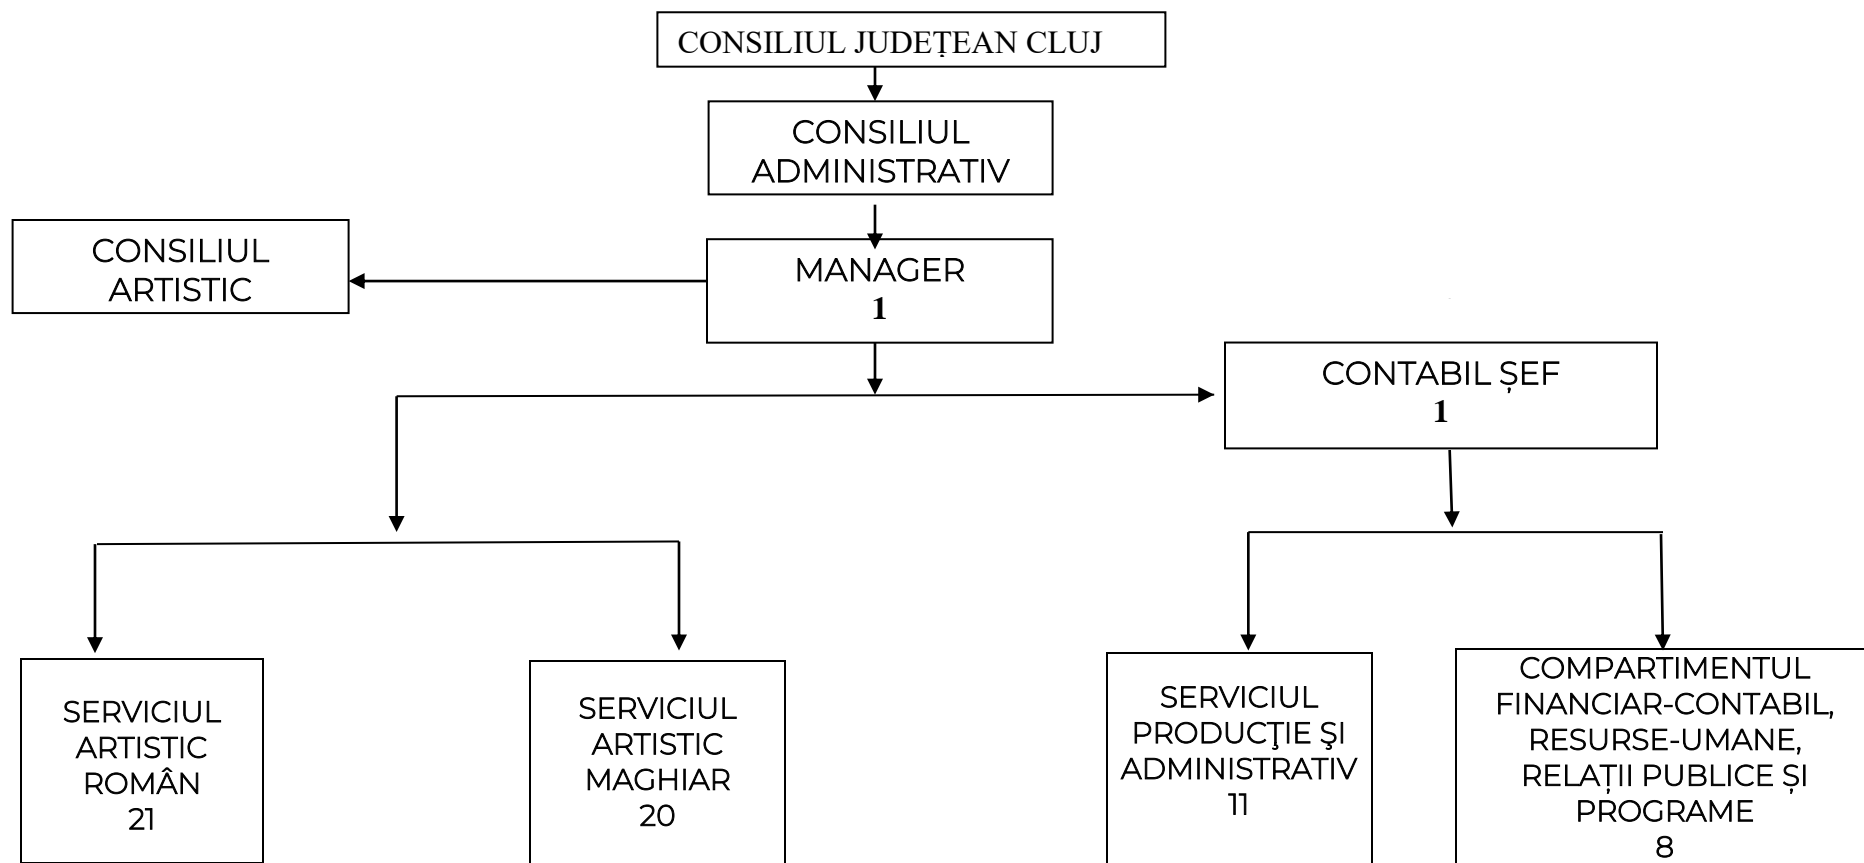 CONSILIUL JUDEȚEAN CLUJ
CONSILIUL
ADMINISTRATIV
CONSILIUL
ARTISTIC
MANAGER
1
CONTABIL ȘEF
1
SERVICIUL
ARTISTIC
ROMÂN
21
SERVICIUL
ARTISTIC
MAGHIAR
20
SERVICIUL
PRODUCŢIE ŞI
ADMINISTRATIV
11
COMPARTIMENTUL
FINANCIAR-CONTABIL,
RESURSE-UMANE,
RELAȚII PUBLICE ȘI
PROGRAME
8